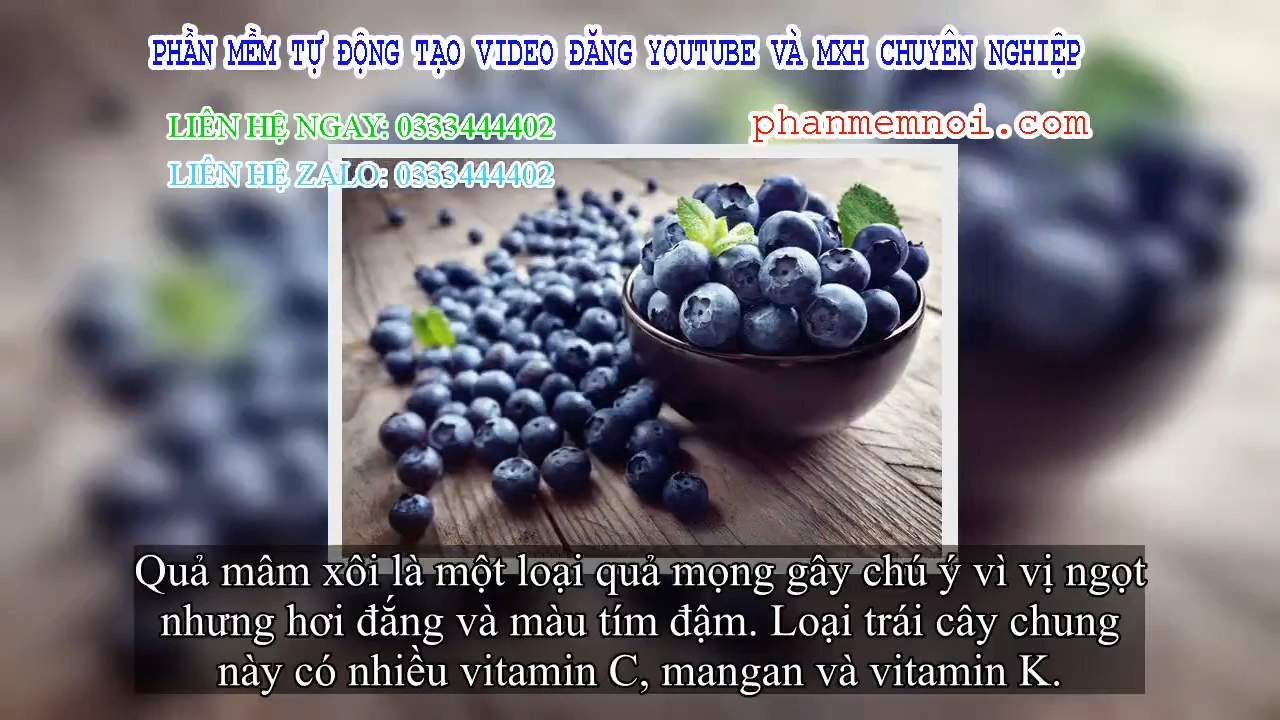 PHẦN MỀM TỰ ĐỘNG TẠO VIDEO ĐĂNG YOUTUBE VÀ MXH CHUYÊN NGHIỆP
LIÊN HỆ NGAY: 0333444402
phanmemnoi.com
LIÊN HỆ ZALO: 0333444402
Quả mâm xôi là một loại quả mọng gây chú ý vì vị ngọt
nhưng hơi đắng và màu tím đậm. Loại trái cây chung
này có nhiều vitamin C, mangan và vitamin K.